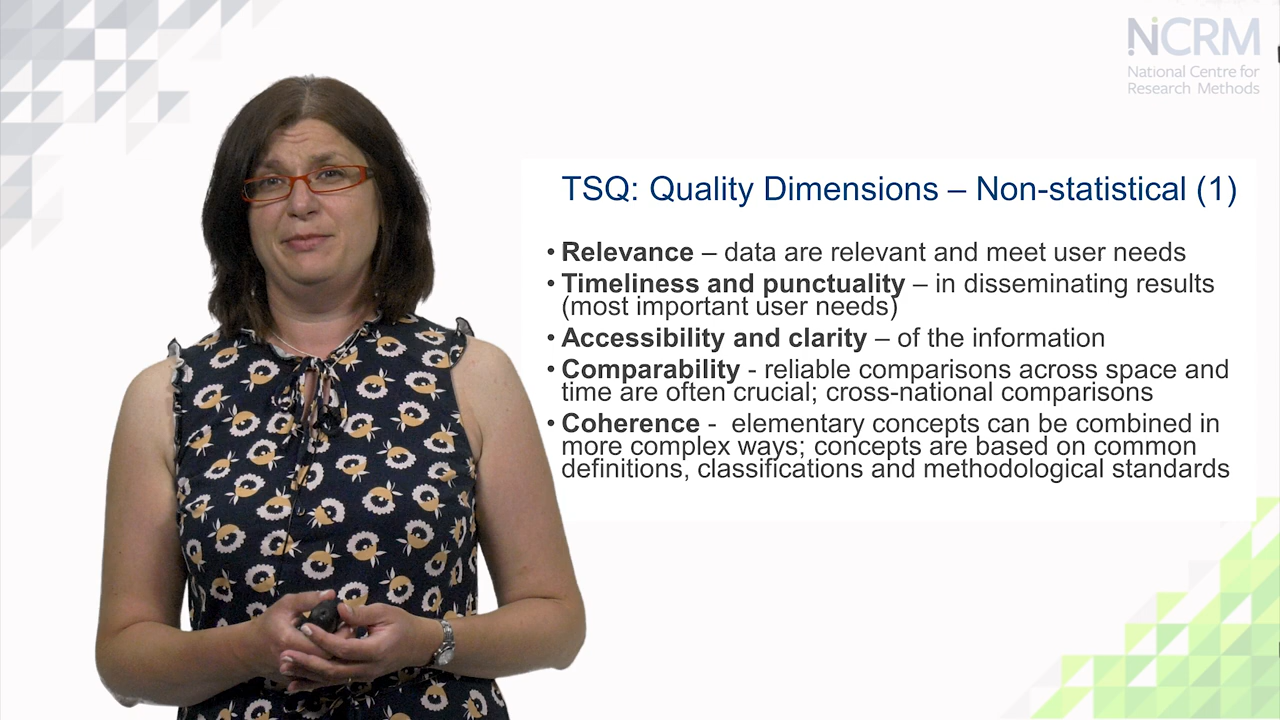 NCRM
National Centre for
Research Methods
TSQ: Quality Dimensions – Non-statistical (1)
• Relevance – data are relevant and meet user needs
• Timeliness and punctuality – in disseminating results
(most important user needs)
• Accessibility and clarity – of the information
• Comparability - reliable comparisons across space and
time are often crucial; cross-national comparisons
• Coherence - elementary concepts can be combined in
more complex ways; concepts are based on common
definitions, classifications and methodological standards